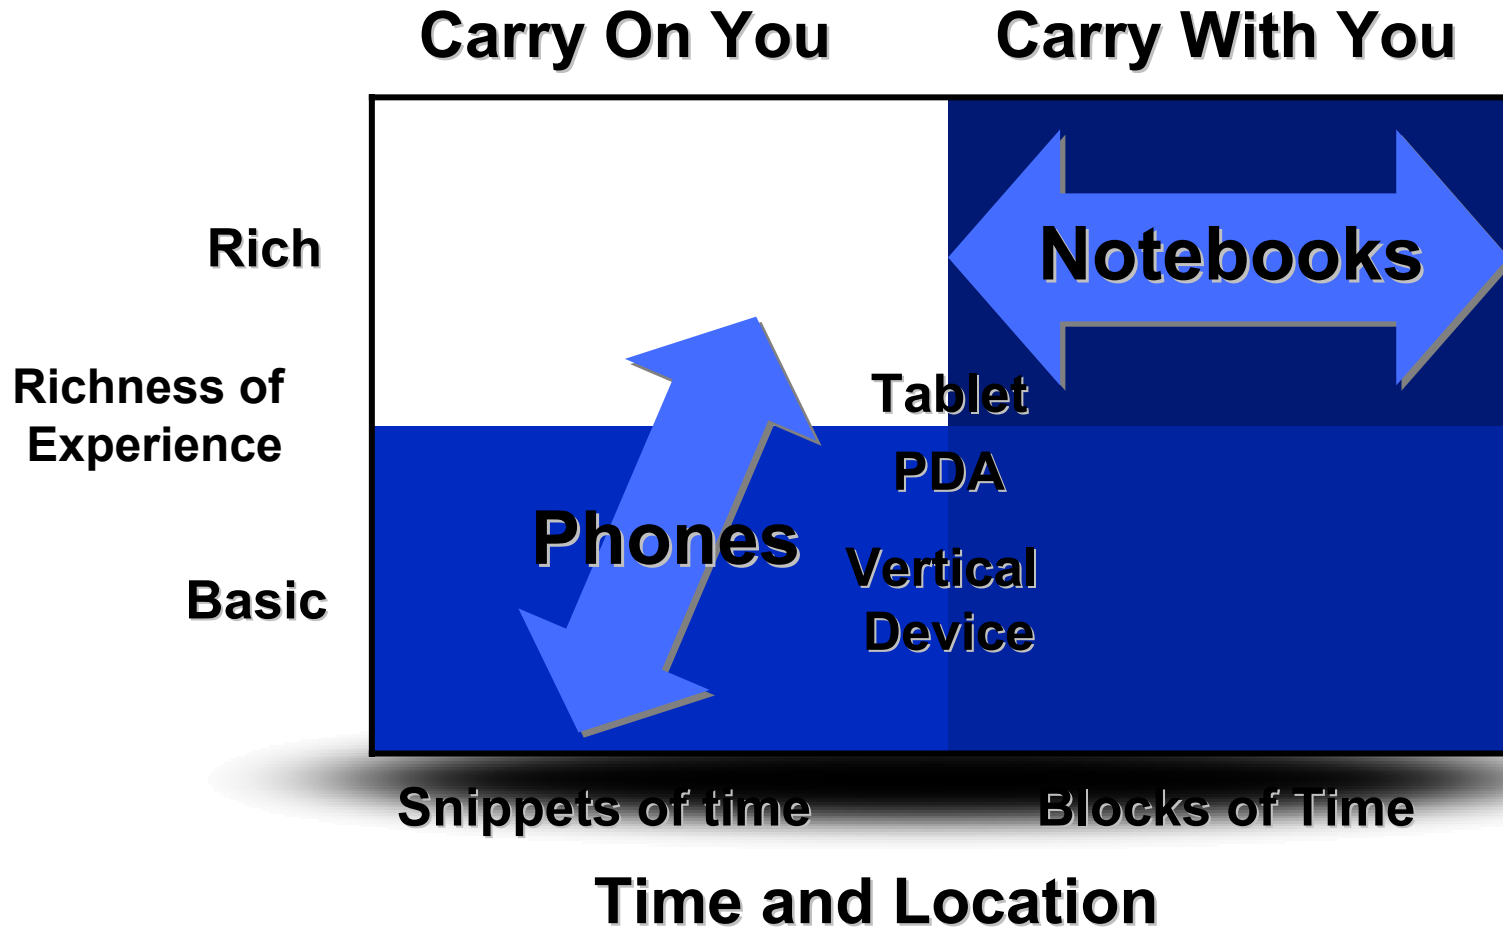 Carry On You
Carry With You
Rich
Notebooks
Richness of
Experience
Tablet
PDA
Phones
Vertical
Device
Basic
Snippets of time
Blocks of Time
Time and Location